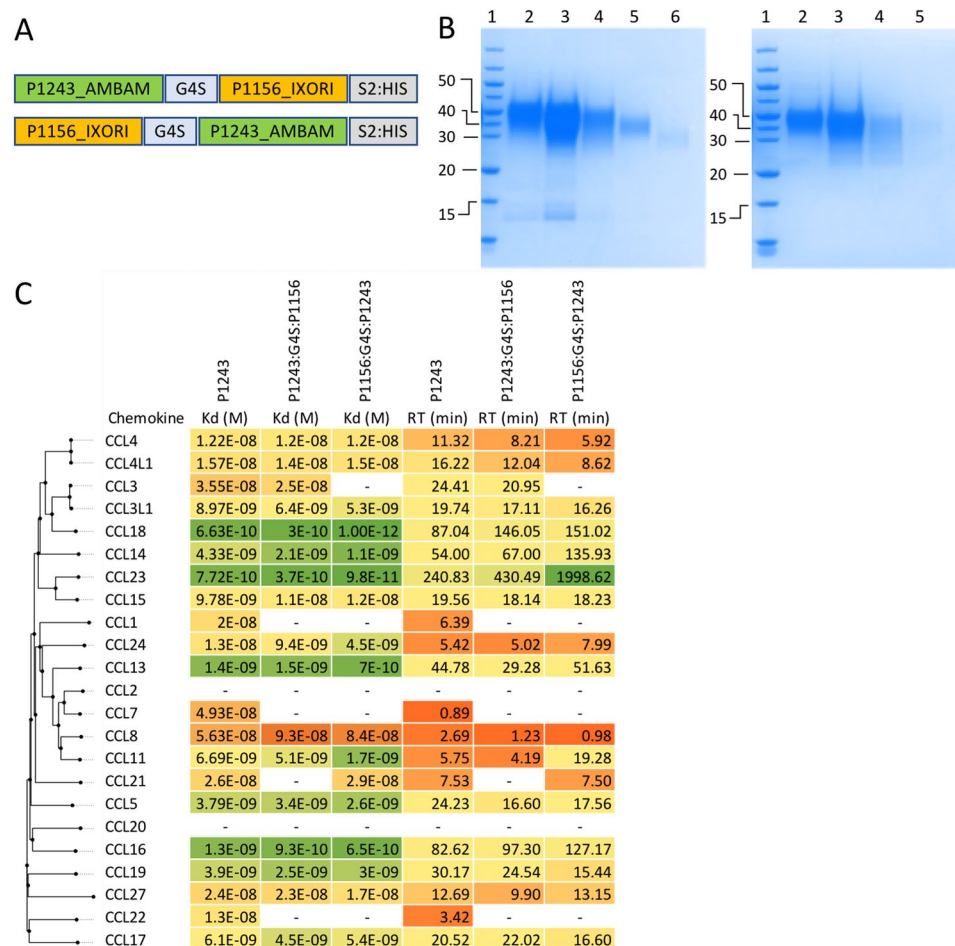 A
P1243_AMBAM G4S P1156_IXORI S2:HIS
P1156_IXORI G4S P1243_AMBAM S2:HIS
B
1 2 3 4 5 6
50
40
30
20
15
1 2 3 4 5
50
40
30
20
15
C
P1243 P1243:G4S:P1156 P1156:G4S:P1243 P1243 P1243:G4S:P1156 P1156:G4S:P1243
Chemokine Kd (M) Kd (M) Kd (M) RT (min) RT (min) RT (min)
CCL4 1.22E-08 1.2E-08 1.2E-08 11.32 8.21 5.92
CCL4L1 1.57E-08 1.4E-08 1.5E-08 16.22 12.04 8.62
CCL3 3.55E-08 2.5E-08 - 24.41 20.95 -
CCL3L1 8.97E-09 6.4E-09 5.3E-09 19.74 17.11 16.26
CCL18 6.63E-10 3E-10 1.00E-12 87.04 146.05 151.02
CCL14 4.33E-09 2.1E-09 1.1E-09 54.00 67.00 135.93
CCL23 7.72E-10 3.7E-10 9.8E-11 240.83 430.49 1998.62
CCL15 9.78E-09 1.1E-08 1.2E-08 19.56 18.14 18.23
CCL1 2E-08 - - 6.39 - -
CCL24 1.3E-08 9.4E-09 4.5E-09 5.42 5.02 7.99
CCL13 1.4E-09 1.5E-09 7E-10 44.78 29.28 51.63
CCL2 - - - - - -
CCL7 4.93E-08 - - 0.89 - -
CCL8 5.63E-08 9.3E-08 8.4E-08 2.69 1.23 0.98
CCL11 6.69E-09 5.1E-09 1.7E-09 5.75 4.19 19.28
CCL21 2.6E-08 - 2.9E-08 7.53 - 7.50
CCL5 3.79E-09 3.4E-09 2.6E-09 24.23 16.60 17.56
CCL20 - - - - - -
CCL16 1.3E-09 9.3E-10 6.5E-10 82.62 97.30 127.17
CCL19 3.9E-09 2.5E-09 3E-09 30.17 24.54 15.44
CCL27 2.4E-08 2.3E-08 1.7E-08 12.69 9.90 13.15
CCL22 1.3E-08 - - 3.42 - -
CCL17 6.1E-09 4.5E-09 5.4E-09 20.52 22.02 16.60